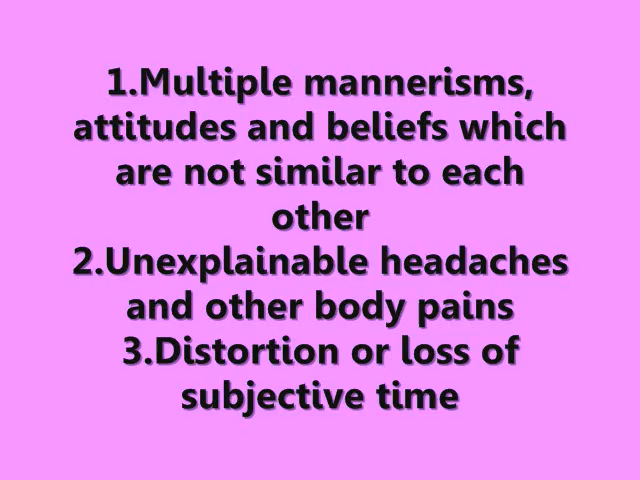 1.Multiple mannerisms,
attitudes and beliefs which
are not similar to each
other
2.Unexplainable headaches
and other body pains
3.Distortion or loss of
subjective time